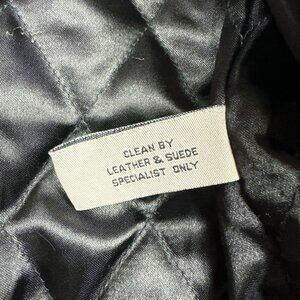 CLEAN BY
LEATHER & SUEDE
SPECIALIST ONLY